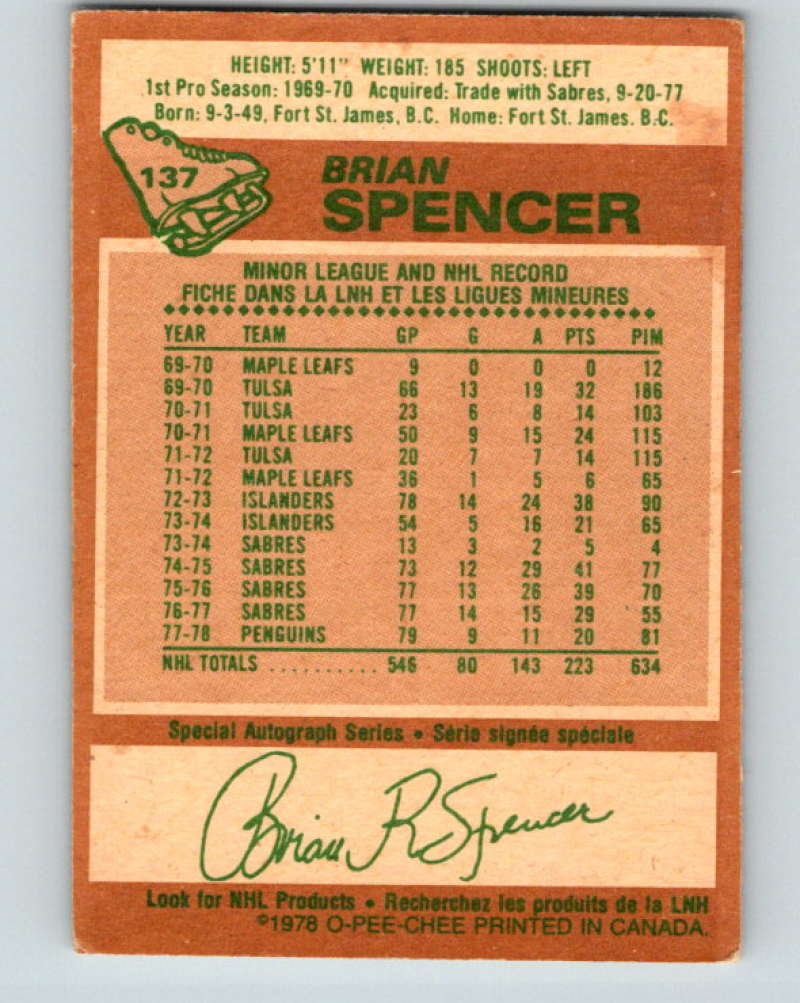 HEIGHT: 5'11" WEIGHT: 185 SHOOTS: LEFT
1st Pro Season: 1969-70 Acquired: Trade with Sabres, 9-20-77
Born: 9-3-49, Fort St. James, B.C. Home: Fort St. James. B.C.
137
BRIAN
SPENCER
MINOR LEAGUE AND NHL RECORD
FICHE DANS LA LNH ET LES LIGUES MINEURES
YEAR TEAM GP G A PTS PIM
69-70 MAPLE LEAFS 9 0 0 0 12
69-70 TULSA 66 13 19 32 186
70-71 TULSA 23 6 8 14 103
70-71 MAPLE LEAFS 50 9 15 24 115
71-72 TULSA 20 7 7 14 115
71-72 MAPLE LEAFS 36 1 5 6 65
72-73 ISLANDERS 78 14 24 38 90
73-74 ISLANDERS 54 5 16 21 65
73-74 SABRES 13 3 2 5 4
74-75 SABRES 73 12 29 41 77
75-76 SABRES 77 13 26 39 70
76-77 SABRES 77 14 15 29 55
77-78 PENGUINS 79 9 11 20 81
NHL TOTALS .......... 546 80 143 223 634
Special Autograph Series • Série signée spéciale
Brian R Spencer
Look for NHL Products • Recherchez les produits de la LNH
©1978 O-PEE-CHEE PRINTED IN CANADA.